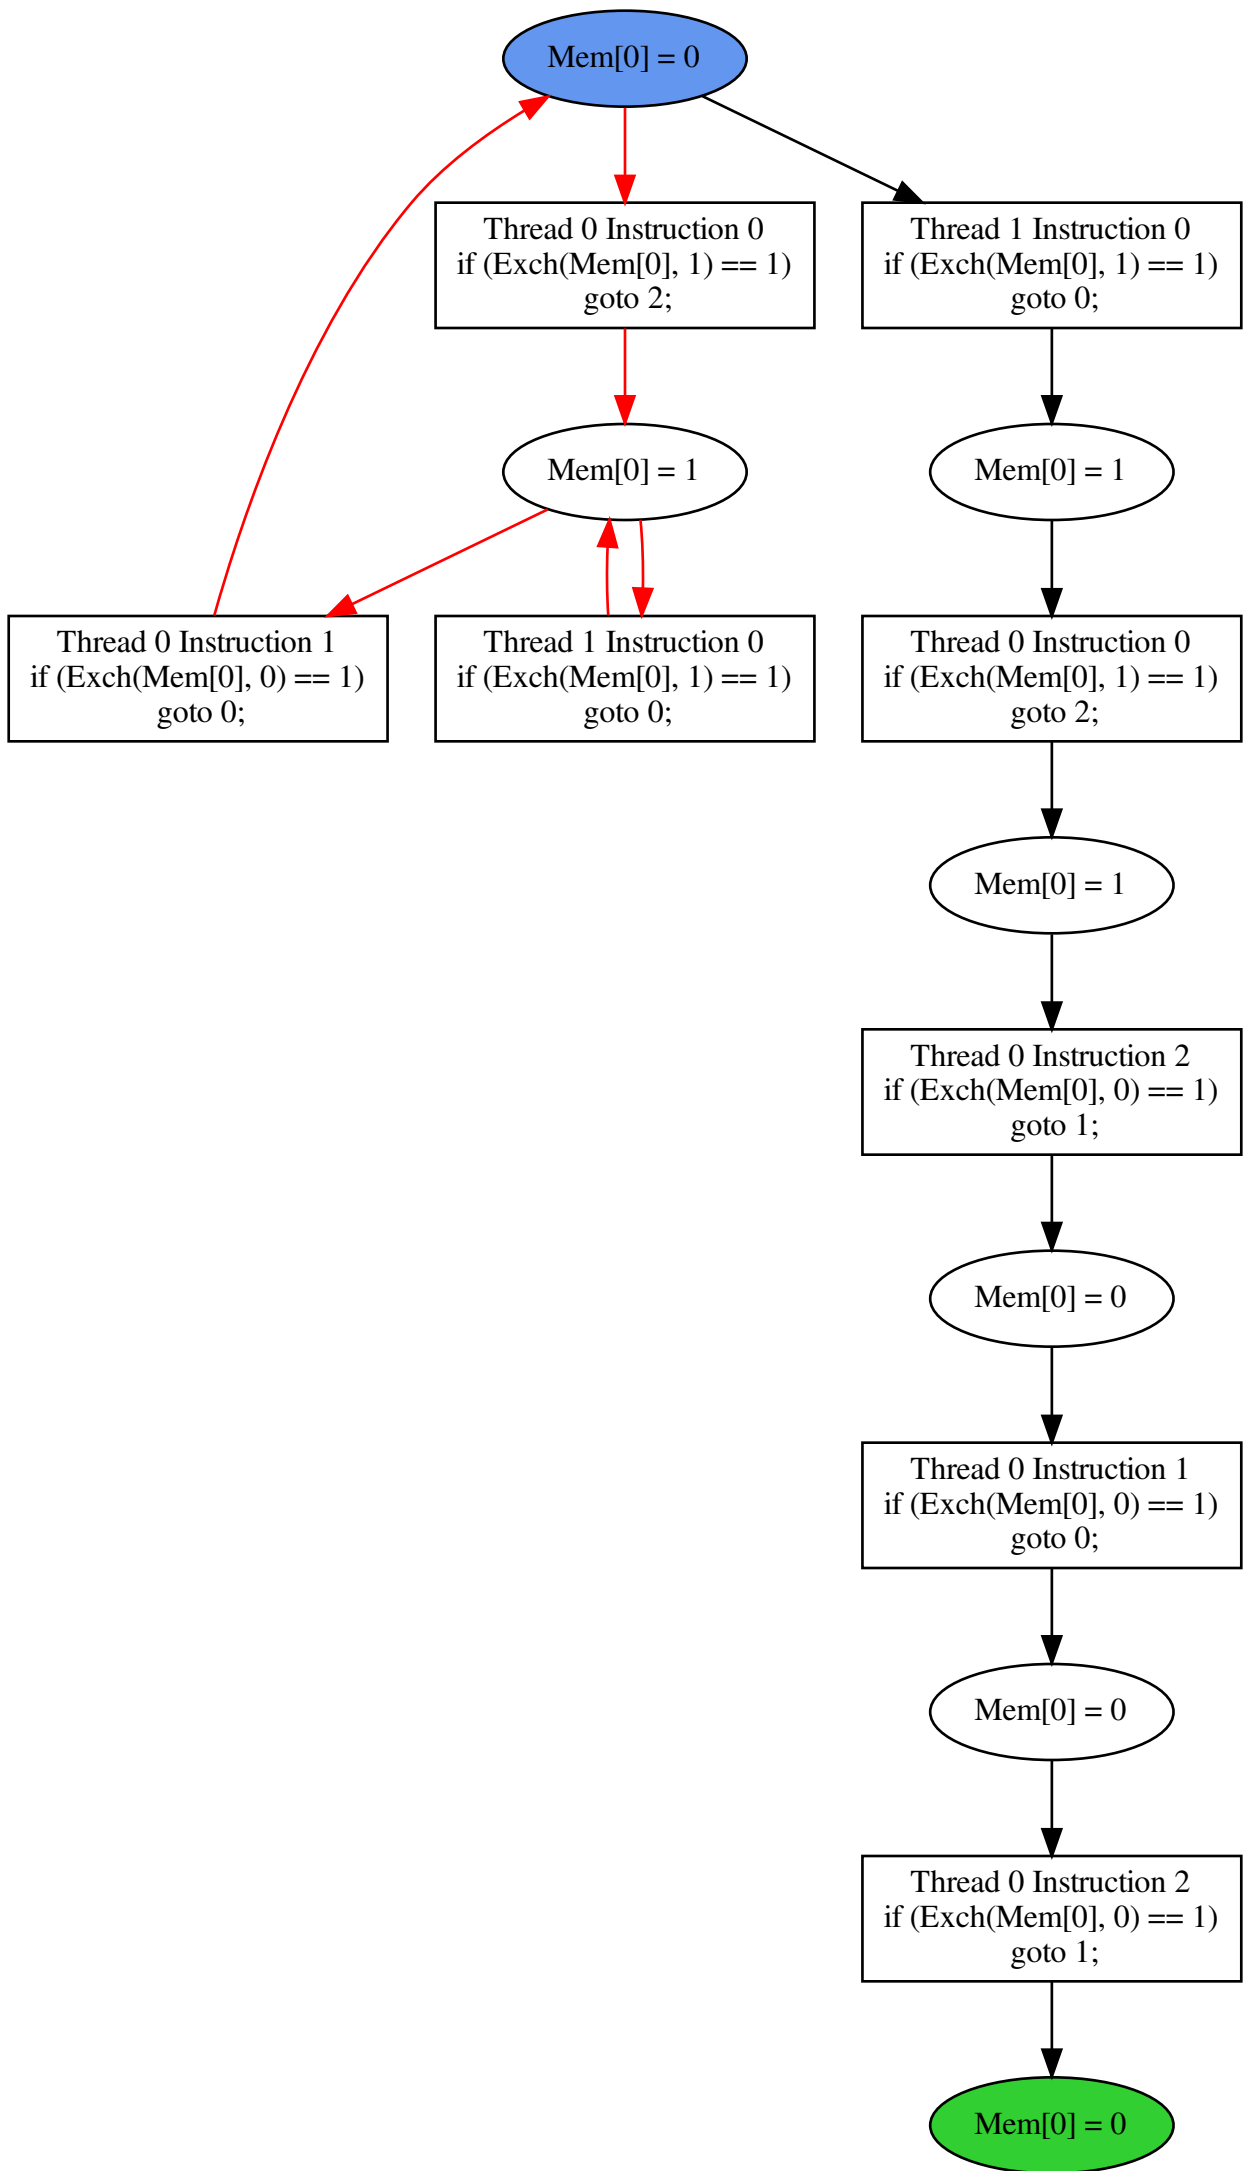 Mem[0] = 0
Thread 0 Instruction 0
if (Exch(Mem[0], 1) == 1)
goto 2;
Thread 1 Instruction 0
if (Exch(Mem[0], 1) == 1)
goto 0;
Mem[0] = 1
Mem[0] = 1
Thread 0 Instruction 1
if (Exch(Mem[0], 0) == 1)
goto 0;
Thread 1 Instruction 0
if (Exch(Mem[0], 1) == 1)
goto 0;
Thread 0 Instruction 0
if (Exch(Mem[0], 1) == 1)
goto 2;
Mem[0] = 1
Thread 0 Instruction 2
if (Exch(Mem[0], 0) == 1)
goto 1;
Mem[0] = 0
Thread 0 Instruction 1
if (Exch(Mem[0], 0) == 1)
goto 0;
Mem[0] = 0
Thread 0 Instruction 2
if (Exch(Mem[0], 0) == 1)
goto 1;
Mem[0] = 0